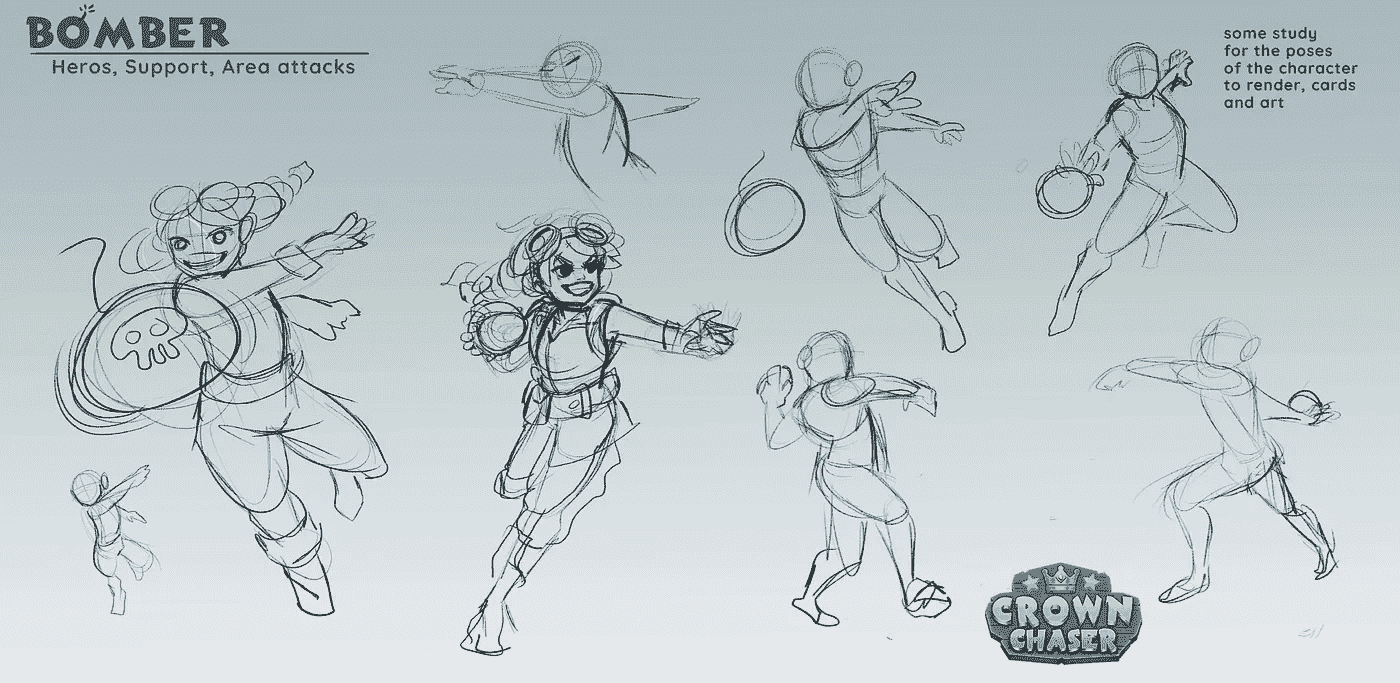 BOMBER
Heros, Support, Area attacks
some study
for the poses
of the character
to render, cards
and art
CROWN
CHASER